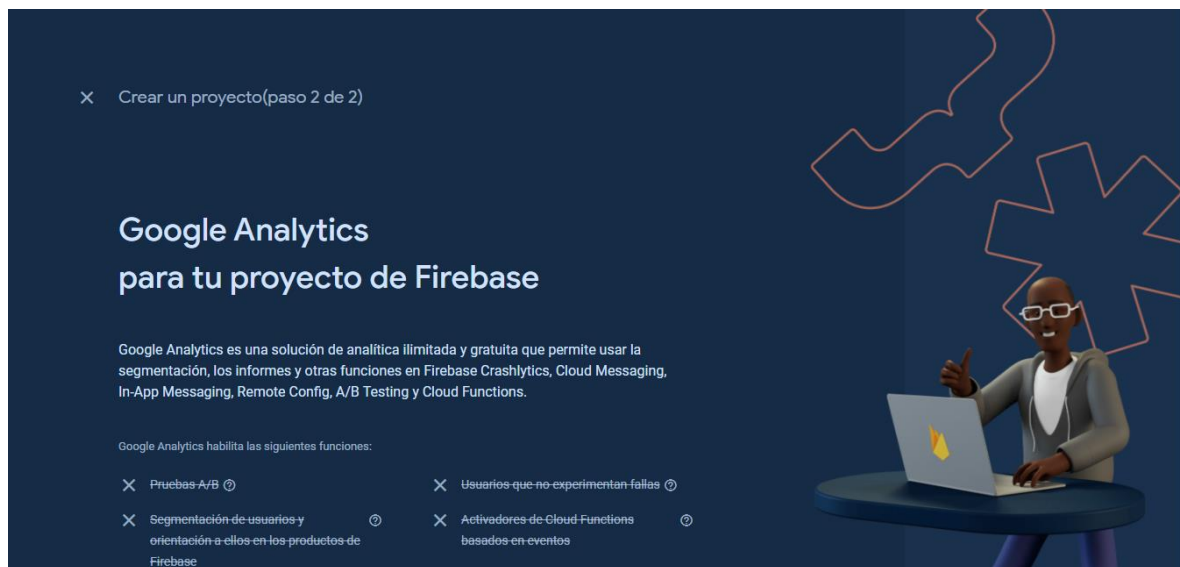 Crear un proyecto(paso 2 de 2)
Google Analytics
para tu proyecto de Firebase
Google Analytics es una solución de analítica ilimitada y gratuita que permite usar la
segmentación, los informes y otras funciones en Firebase Crashlytics, Cloud Messaging,
In-App Messaging, Remote Config, A/B Testing y Cloud Functions.
Google Analytics habilita las siguientes funciones:
Pruebas A/B
Usuarios que no experimentan fallas
Segmentación de usuarios y
orientación a ellos en los productos de
Firebase
Activadores de Cloud Functions
basados en eventos